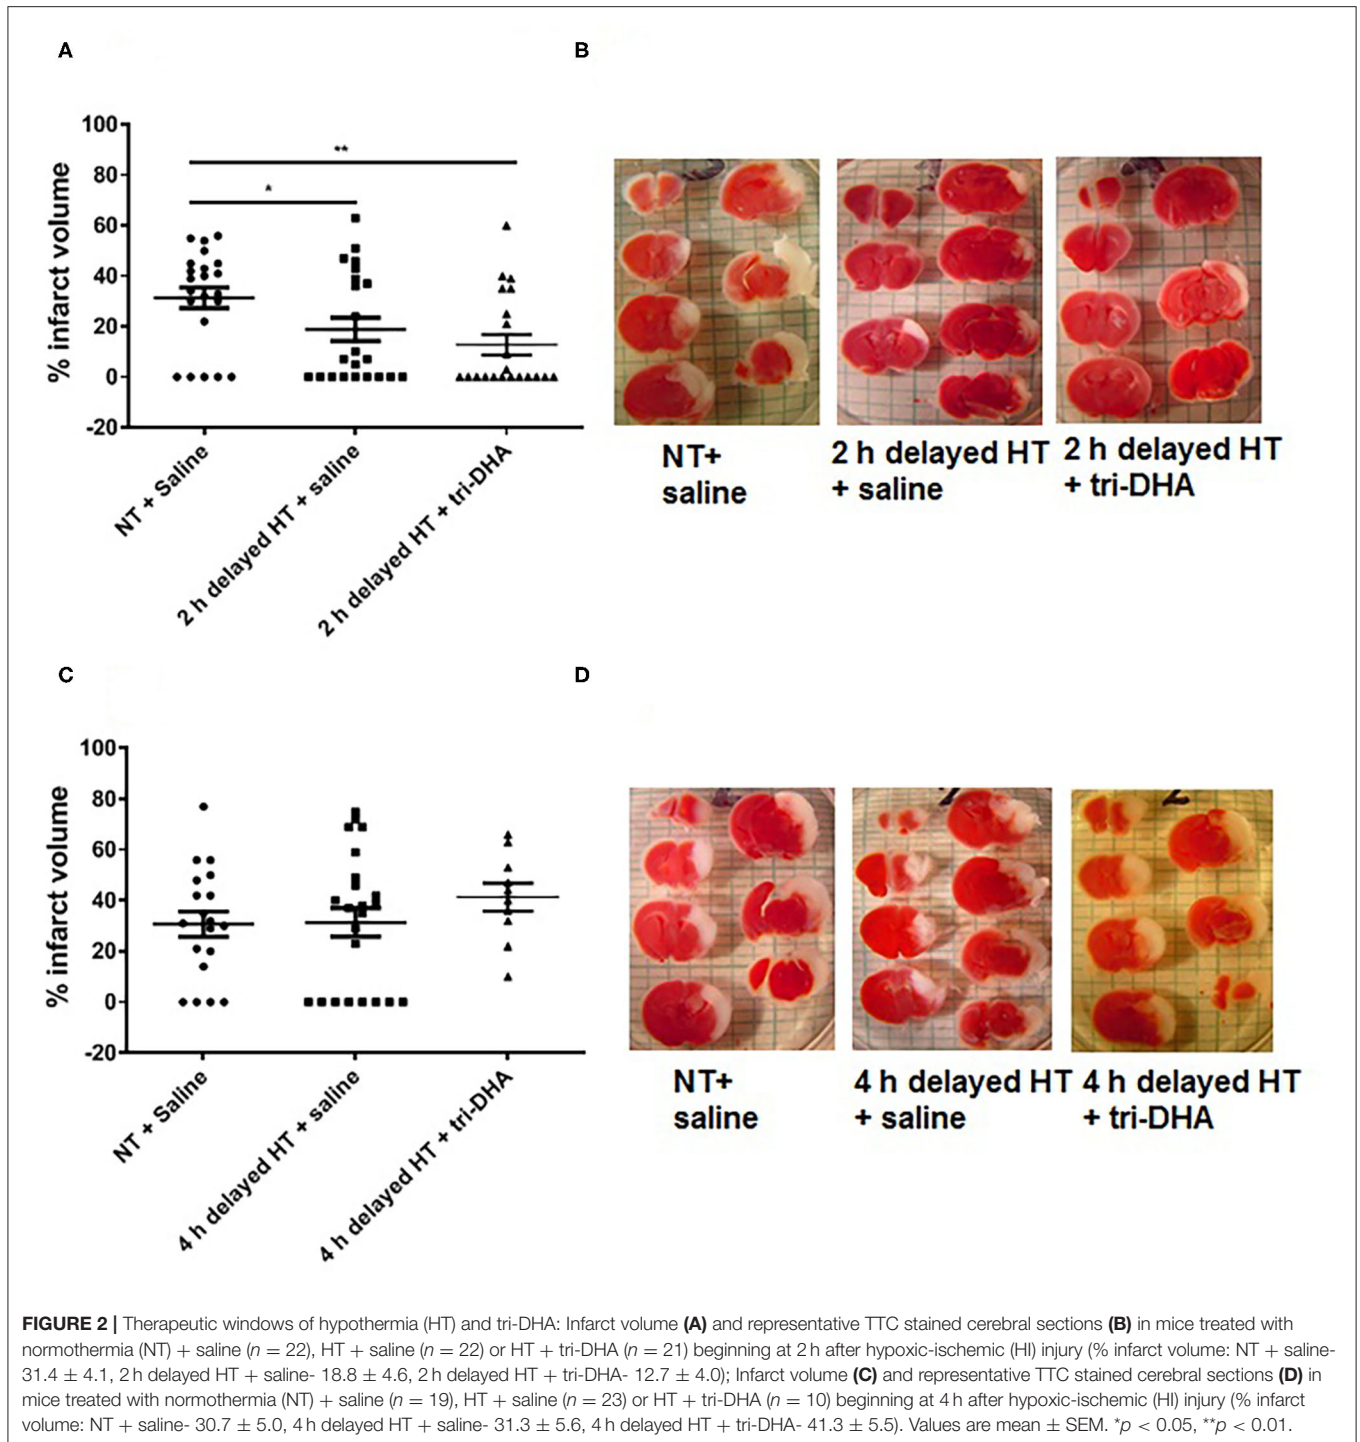 A
B
100
80
60
40
20
0
-20
% infarct volume
**
*
NT + Saline
2 h delayed HT + saline
2 h delayed HT + tri-DHA
NT+
saline
2 h delayed HT
+ saline
2 h delayed HT
+ tri-DHA
C
D
100
80
60
40
20
0
-20
% infarct volume
NT + Saline
4 h delayed HT + saline
4 h delayed HT + tri-DHA
NT+
saline
4 h delayed HT
+ saline
4 h delayed HT
+ tri-DHA
FIGURE 2 | Therapeutic windows of hypothermia (HT) and tri-DHA: Infarct volume (A) and representative TTC stained cerebral sections (B) in mice treated with
normothermia (NT) + saline (n = 22), HT + saline (n = 22) or HT + tri-DHA (n = 21) beginning at 2 h after hypoxic-ischemic (HI) injury (% infarct volume: NT + saline-
31.4 ± 4.1, 2 h delayed HT + saline- 18.8 ± 4.6, 2 h delayed HT + tri-DHA- 12.7 ± 4.0); Infarct volume (C) and representative TTC stained cerebral sections (D) in
mice treated with normothermia (NT) + saline (n = 19), HT + saline (n = 23) or HT + tri-DHA (n = 10) beginning at 4 h after hypoxic-ischemic (HI) injury (% infarct
volume: NT + saline- 30.7 ± 5.0, 4 h delayed HT + saline- 31.3 ± 5.6, 4 h delayed HT + tri-DHA- 41.3 ± 5.5). Values are mean ± SEM. *p < 0.05, **p < 0.01.